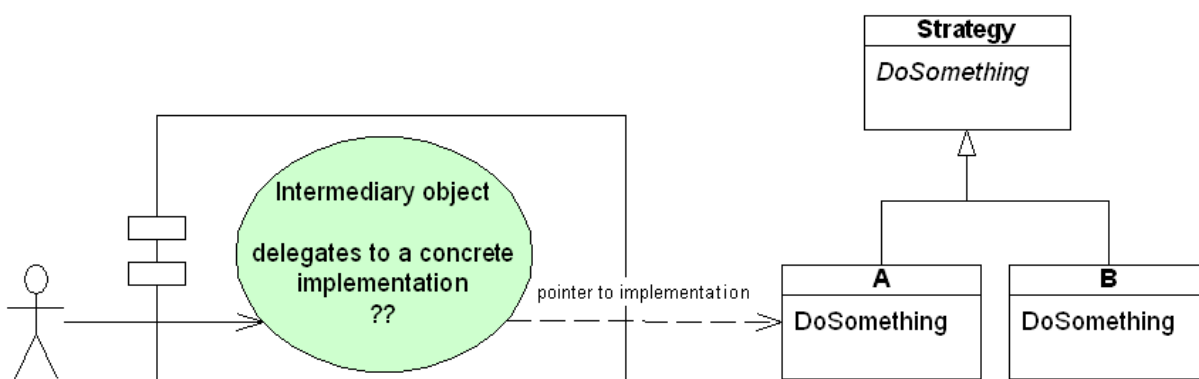 Strategy
DoSomething
Intermediary object
delegates to a concrete
implementation
??
pointer to implementation
A
DoSomething
B
DoSomething